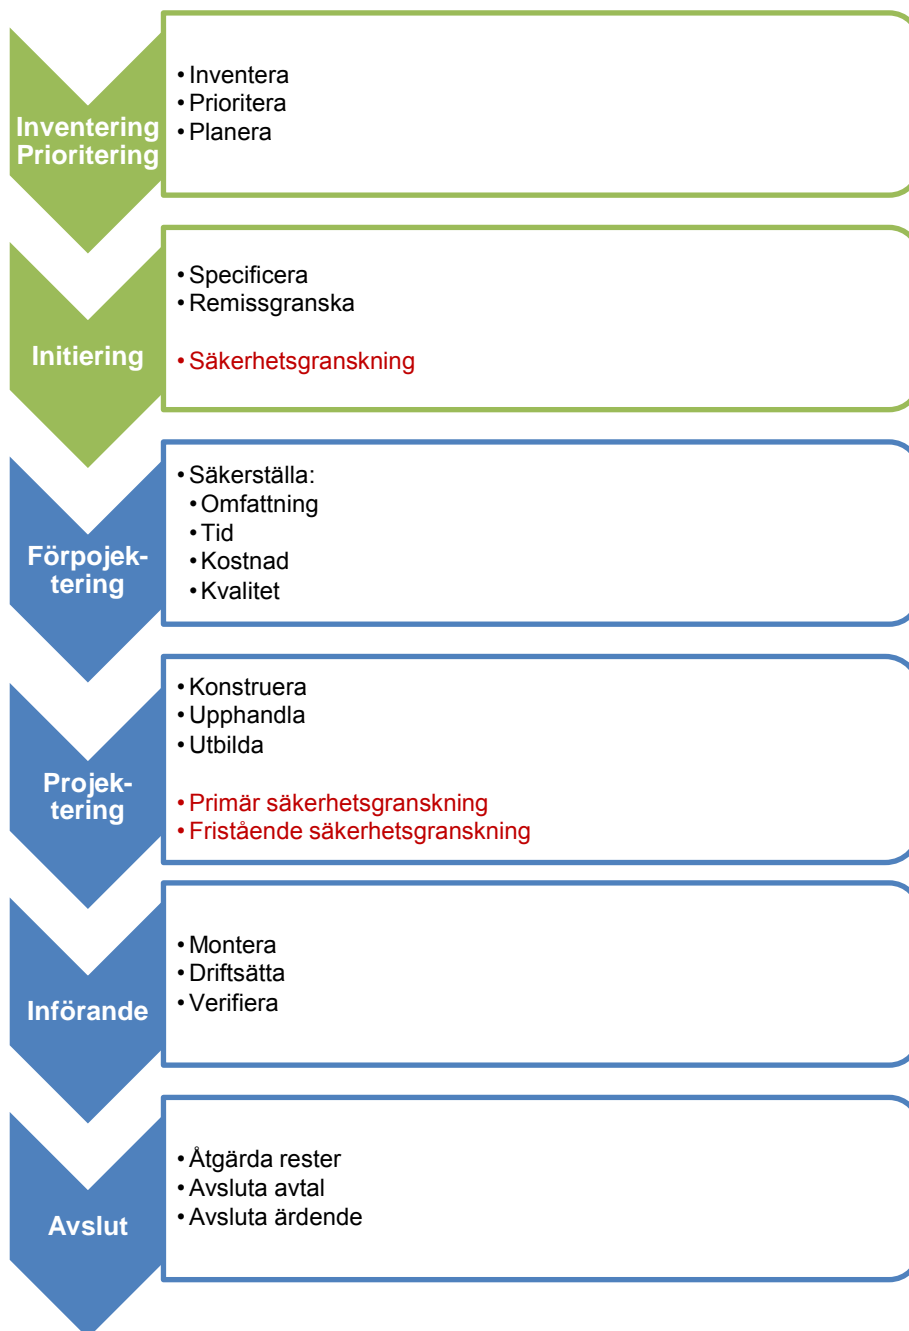 Inventering
Prioritering
• Inventera
• Prioritera
• Planera
Initiering
• Specificera
• Remissgranska
• Säkerhetsgranskning
Förpojek-
tering
• Säkerställa:
• Omfattning
• Tid
• Kostnad
• Kvalitet
Projek-
tering
• Konstruera
• Upphandla
• Utbilda
• Primär säkerhetsgranskning
• Fristående säkerhetsgranskning
Införande
• Montera
• Driftsätta
• Verifiera
Avslut
• Åtgärda rester
• Avsluta avtal
• Avsluta ärdende